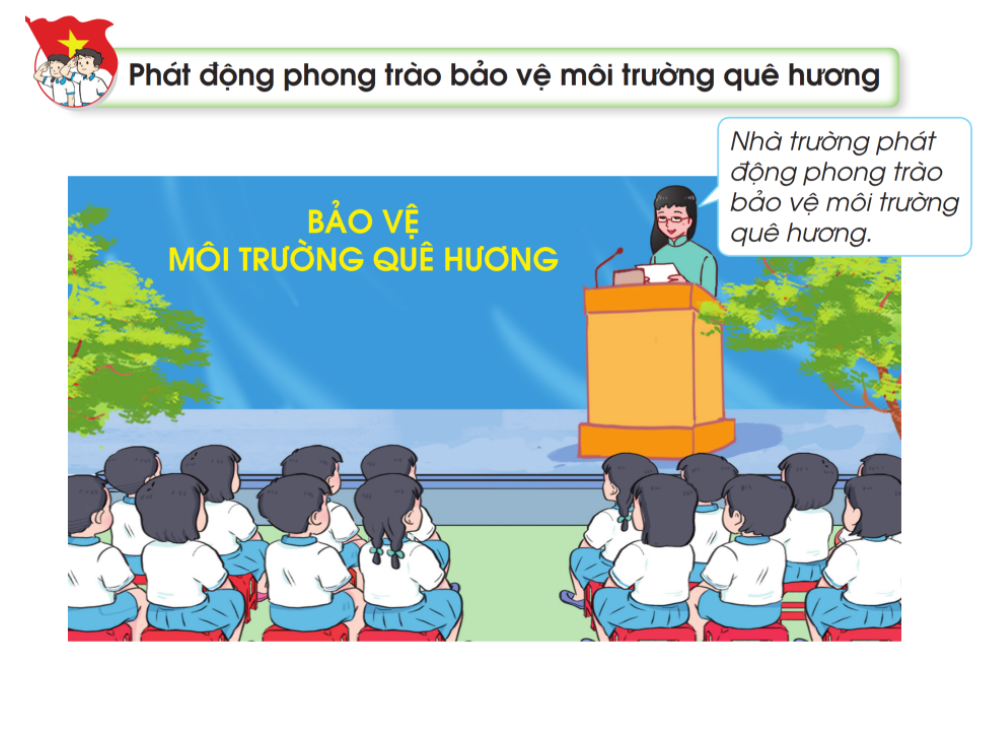 Phát động phong trào bảo vệ môi trường quê hương
Nhà trường phát
động phong trào
bảo vệ môi trường
quê hương.
BẢO VỆ
MÔI TRƯỜNG QUÊ HƯƠNG